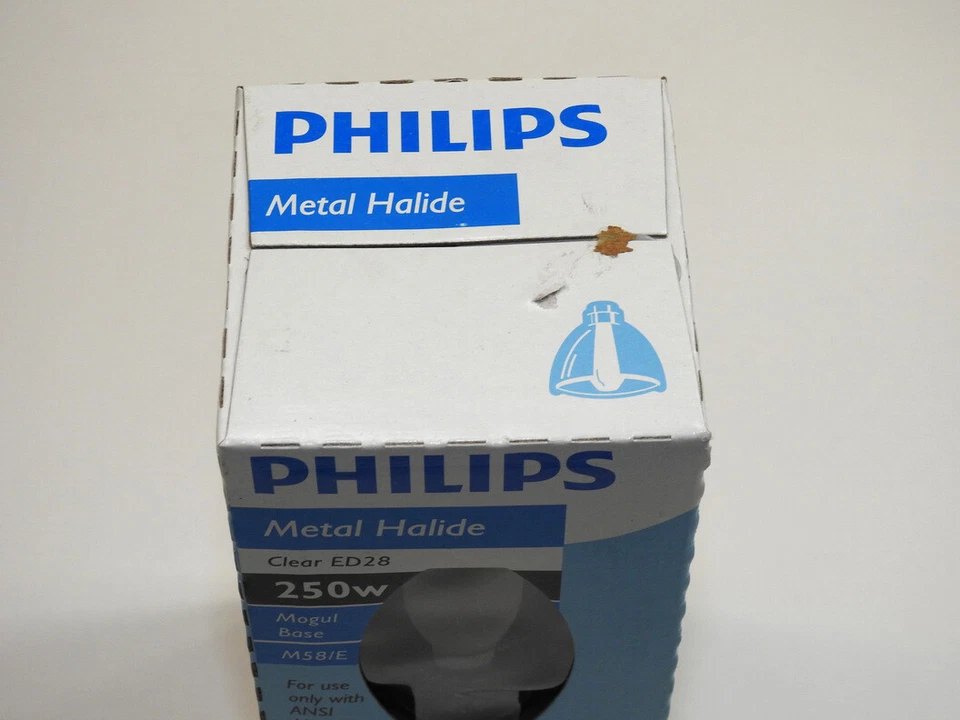 PHILIPS
Metal Halide
PHILIPS
Metal Halide
Clear ED28
250w
Mogul
Base
M58/E
For use
only with
ANSI